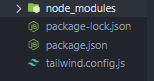 node_modules
package-lock.json
package.json
tailwind.config.js